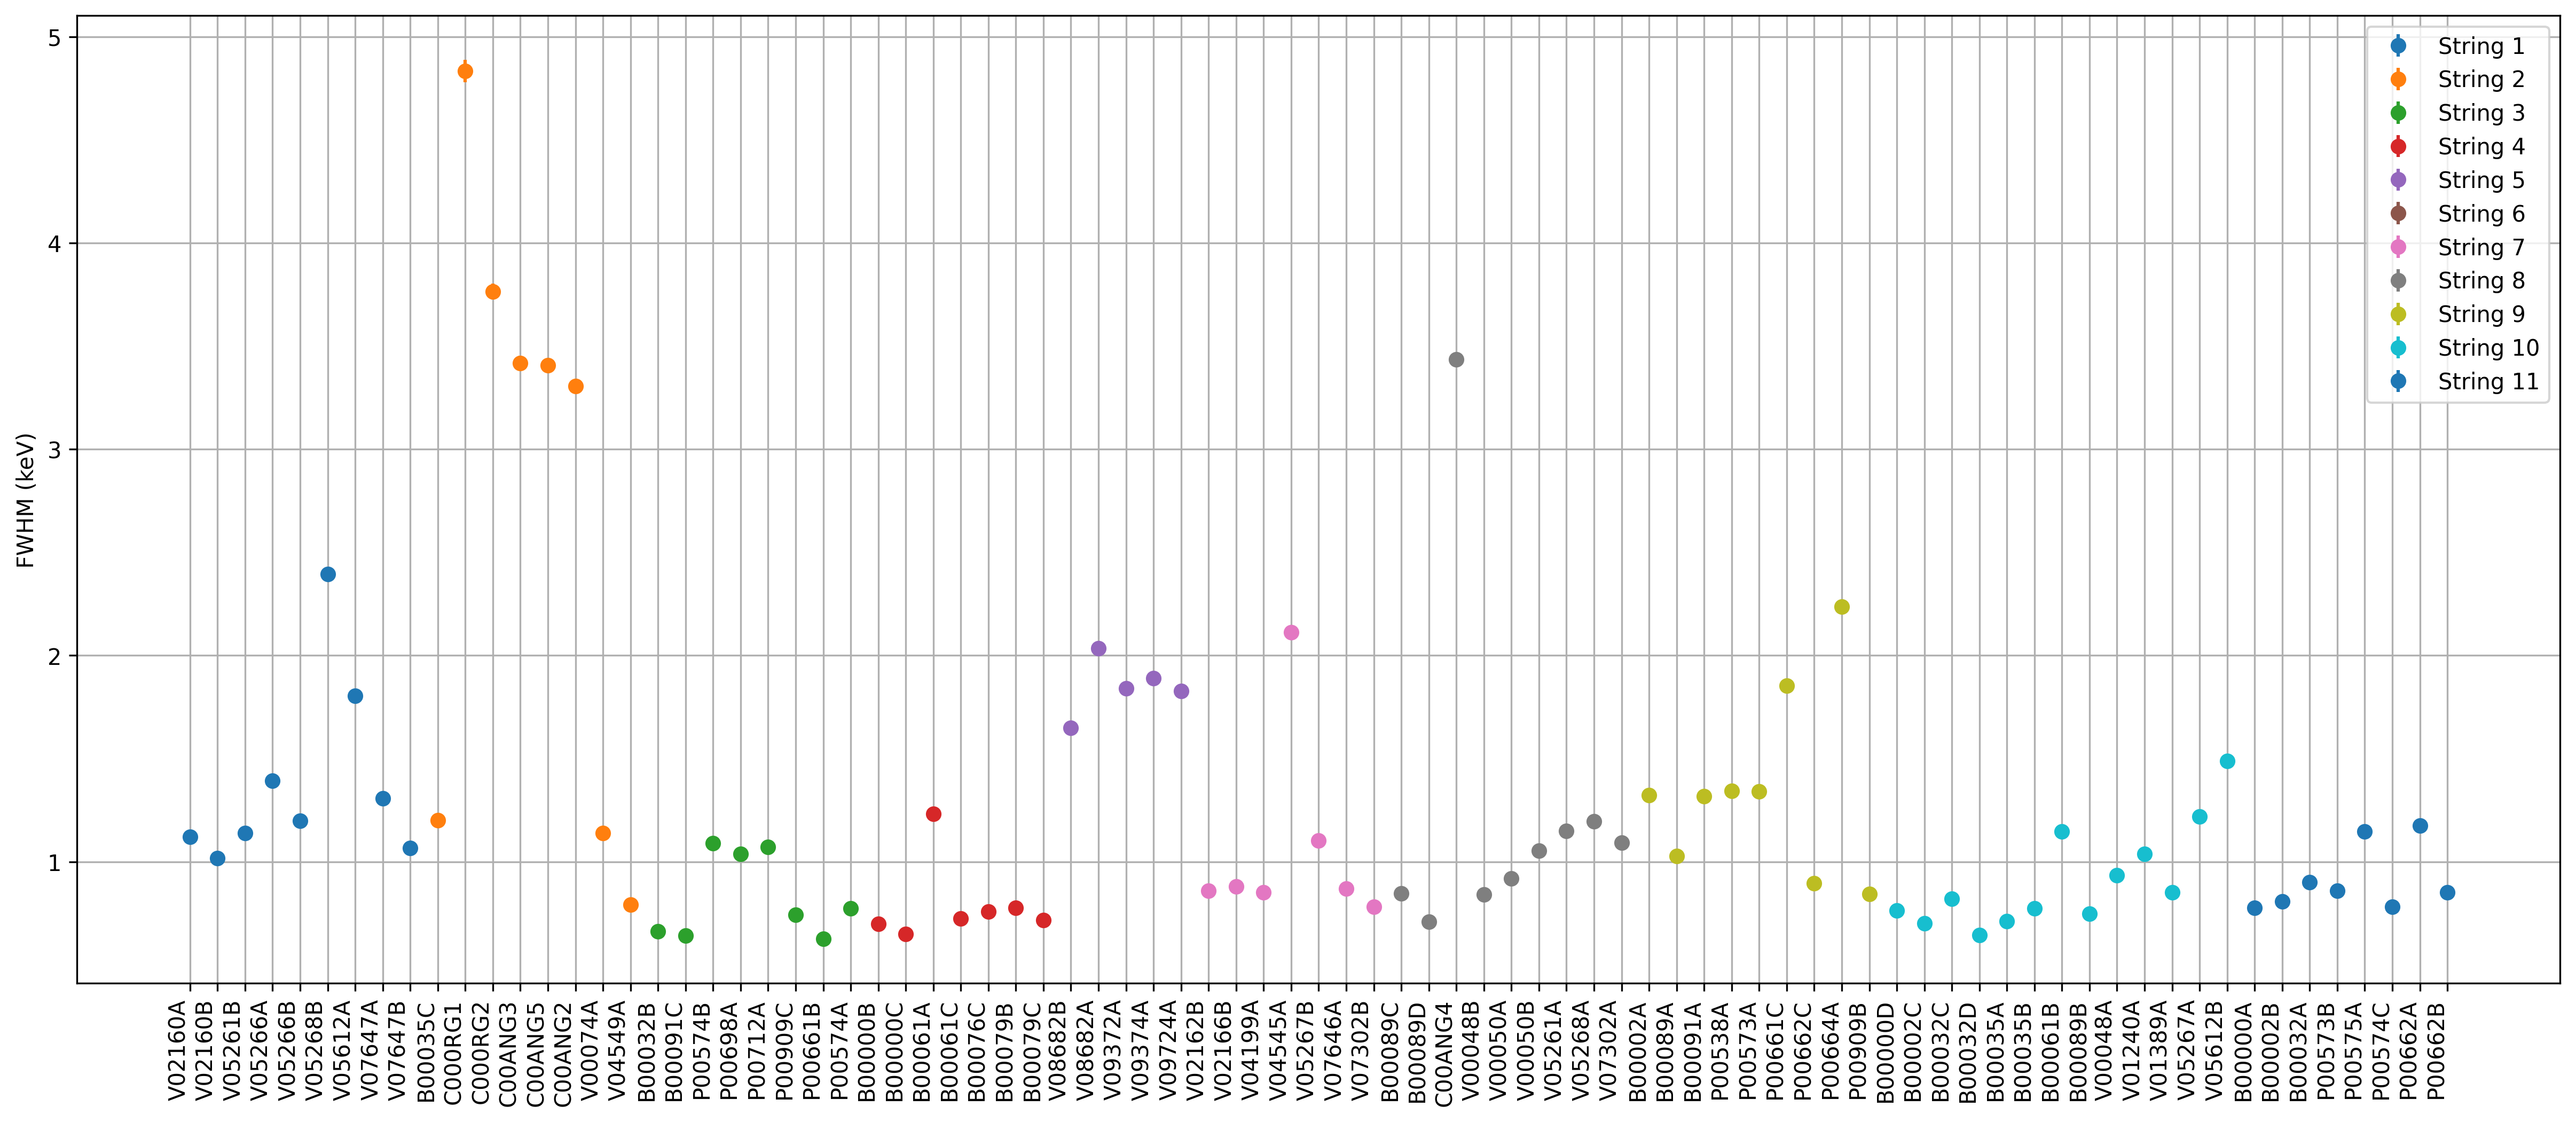 FWHM (keV)
5
4
3
2
1
String 1
String 2
String 3
String 4
String 5
String 6
String 7
String 8
String 9
String 10
String 11
V02160A
V02160B
V05261B
V05266A
V05266B
V05268B
V05612A
V07647A
V07647B
B00035C
C000RG1
C000RG2
C00ANG3
C00ANG5
C00ANG2
V00074A
V04549A
B00032B
B00091C
P00574B
P00698A
P00712A
P00909C
P00661B
P00574A
B00000B
B00000C
B00061A
B00061C
B00076C
B00079B
B00079C
V08682B
V08682A
V09372A
V09374A
V09724A
V02162B
V02166B
V04199A
V04545A
V05267B
V07646A
V07302B
B00089C
B00089D
C00ANG4
V00048B
V00050A
V00050B
V05261A
V05268A
V07302A
B00002A
B00089A
B00091A
P00538A
P00573A
P00661C
P00662C
P00664A
P00909B
B00000D
B00002C
B00032C
B00032D
B00035A
B00035B
B00061B
B00089B
V00048A
V01240A
V01389A
V05267A
V05612B
B00000A
B00002B
B00032A
P00573B
P00575A
P00574C
P00662A
P00662B